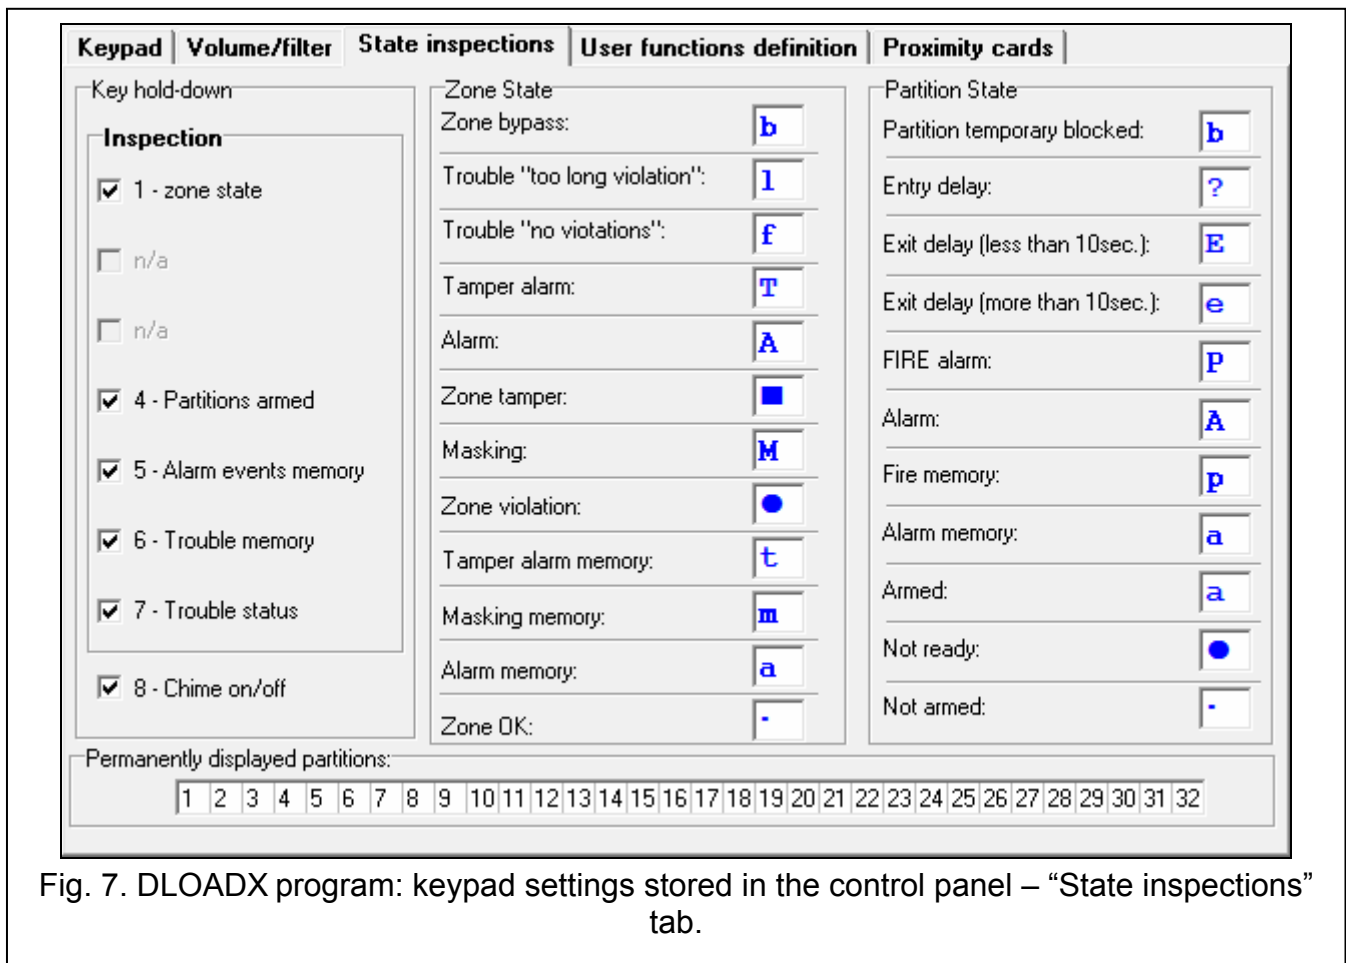 Keypad Volume/filter State inspections User functions definition Proximity cards
Key hold-down
Inspection
1 - zone state
n/a
n/a
4 - Partitions armed
5 - Alarm events memory
6 - Trouble memory
7 - Trouble status
8 - Chime on/off
Zone State
Zone bypass: b
Trouble "too long violation": l
Trouble "no viotations": f
Tamper alarm: T
Alarm: A
Zone tamper: ■
Masking: M
Zone violation: ●
Tamper alarm memory: t
Masking memory: m
Alarm memory: a
Zone OK: -
Partition State
Partition temporary blocked: b
Entry delay: ?
Exit delay (less than 10sec.): E
Exit delay (more than 10sec.): e
FIRE alarm: P
Alarm: A
Fire memory: p
Alarm memory: a
Armed: a
Not ready: ●
Not armed: -
Permanently displayed partitions:
1 2 3 4 5 6 7 8 9 10 11 12 13 14 15 16 17 18 19 20 21 22 23 24 25 26 27 28 29 30 31 32
Fig. 7. DLOADX program: keypad settings stored in the control panel – “State inspections”
tab.